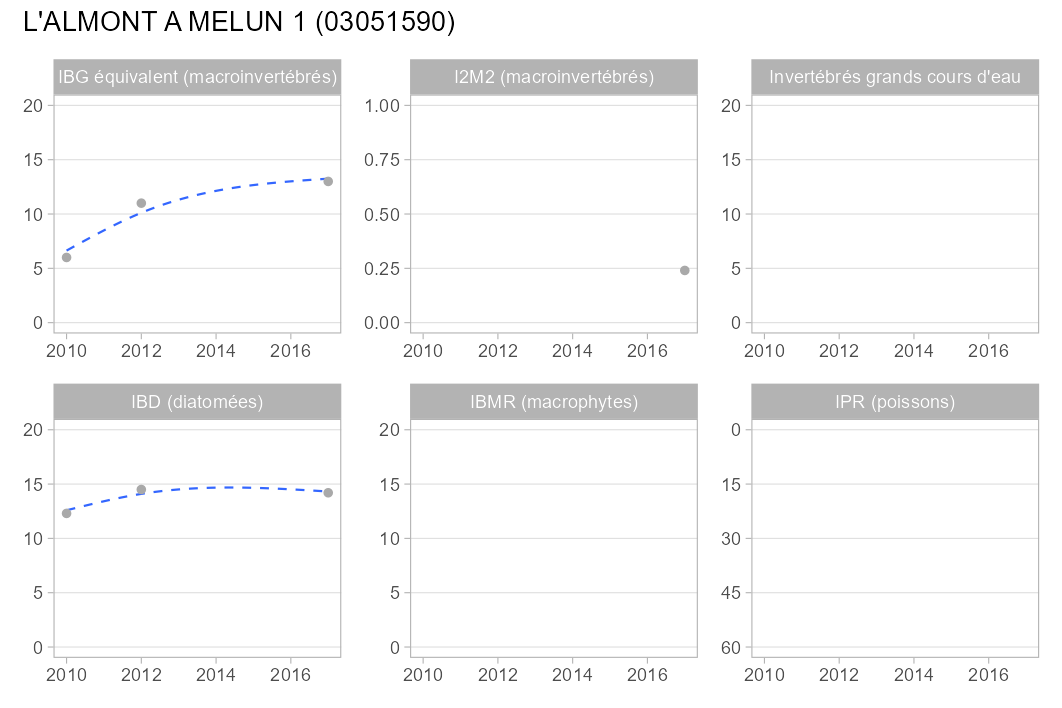 L'ALMONT A MELUN 1 (03051590)
IBG équivalent (macroinvertébrés)
20
15
10
5
0
2010 2012 2014 2016
I2M2 (macroinvertébrés)
1.00
0.75
0.50
0.25
0.00
2010 2012 2014 2016
Invertébrés grands cours d'eau
20
15
10
5
0
2010 2012 2014 2016
IBD (diatomées)
20
15
10
5
0
2010 2012 2014 2016
IBMR (macrophytes)
20
15
10
5
0
2010 2012 2014 2016
IPR (poissons)
0
15
30
45
60
2010 2012 2014 2016